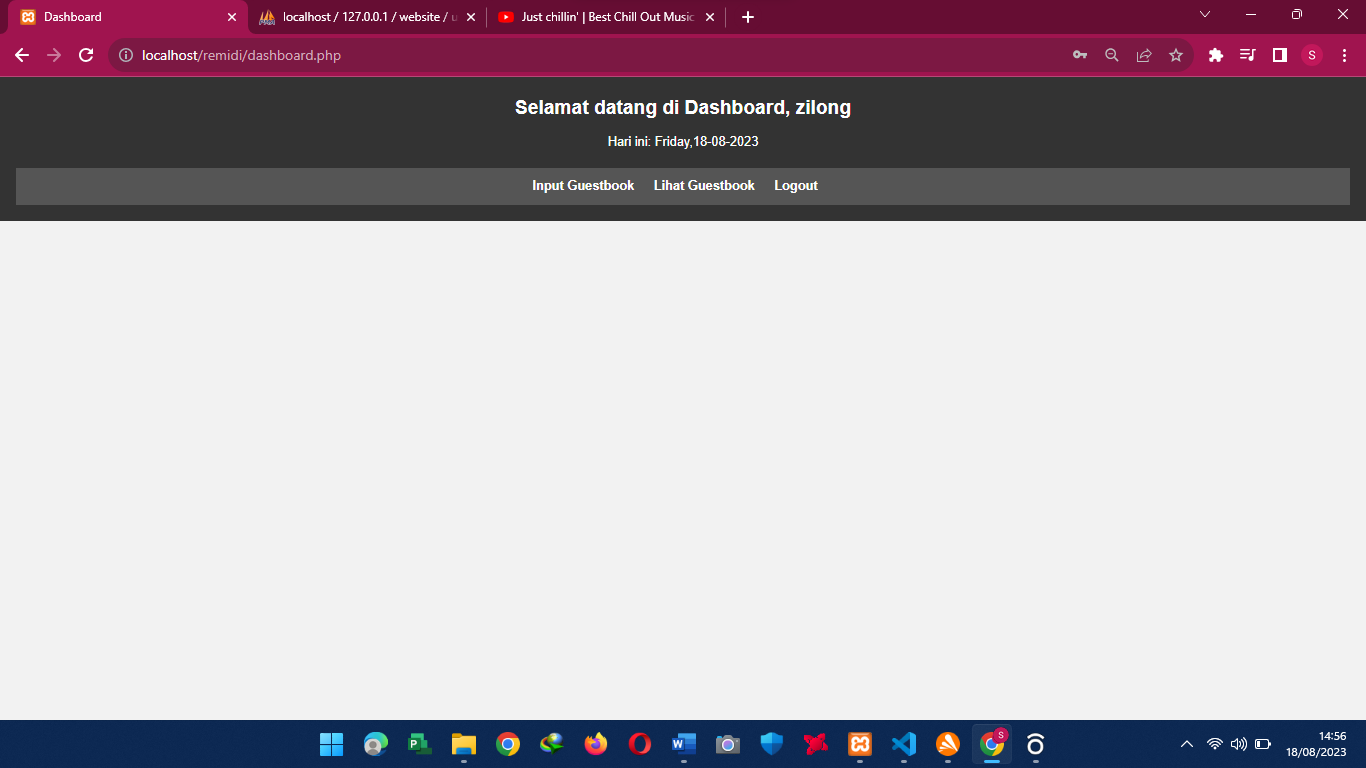 Dashboard
localhost / 127.0.0.1 / website / u
Just chillin' | Best Chill Out Music
localhost/remidi/dashboard.php
S
Selamat datang di Dashboard, zilong
Hari ini: Friday,18-08-2023
Input Guestbook Lihat Guestbook Logout
S
14:56
18/08/2023